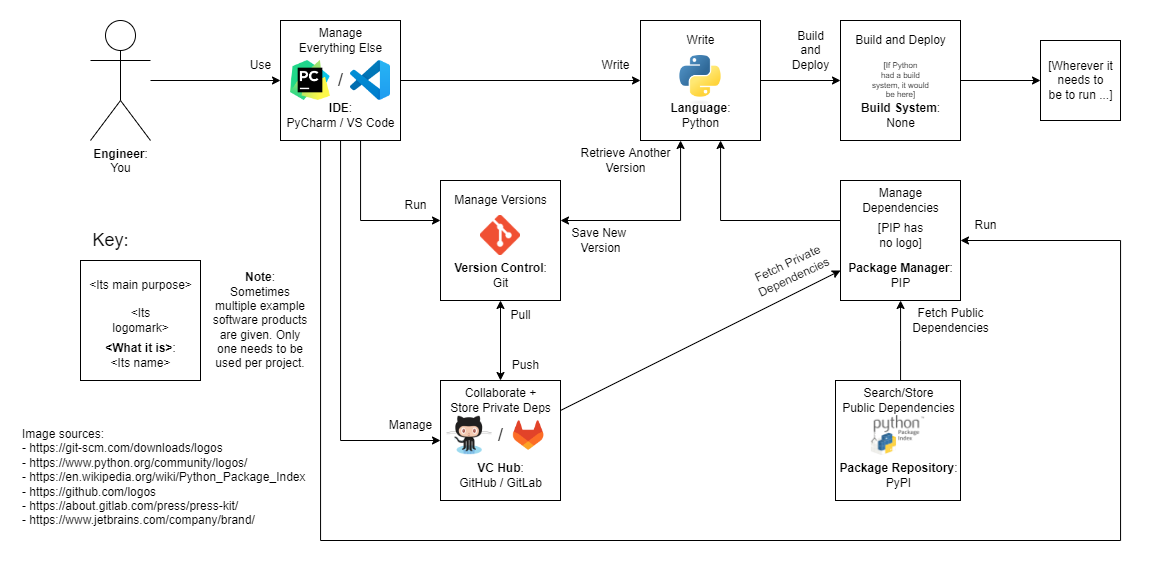 Manage
Everything Else
PC
/
IDE:
PyCharm / VS Code
Engineer:
You
Use
Write
Write
Language:
Python
Build
and
Deploy
Build and Deploy
[If Python
had a build
system, it would
be here]
Build System:
None
[Wherever it
needs to
be to run ...]
Retrieve Another
Version
Run
Manage Versions
Version Control:
Git
Save New
Version
Manage
Dependencies
[PIP has
no logo]
Package Manager:
PIP
Run
Fetch Private
Dependencies
Fetch Public
Dependencies
Pull
Push
Key:
<Its main purpose>
<Its
logomark>
<What it is>:
<Its name>
Note:
Sometimes
multiple example
software products
are given. Only
one needs to be
used per project.
Manage
Collaborate +
Store Private Deps
/
VC Hub:
GitHub / GitLab
Search/Store
Public Dependencies
python
Package
Index
Package Repository:
PyPI
Image sources:
- https://git-scm.com/downloads/logos
- https://www.python.org/community/logos/
- https://en.wikipedia.org/wiki/Python_Package_Index
- https://github.com/logos
- https://about.gitlab.com/press/press-kit/
- https://www.jetbrains.com/company/brand/